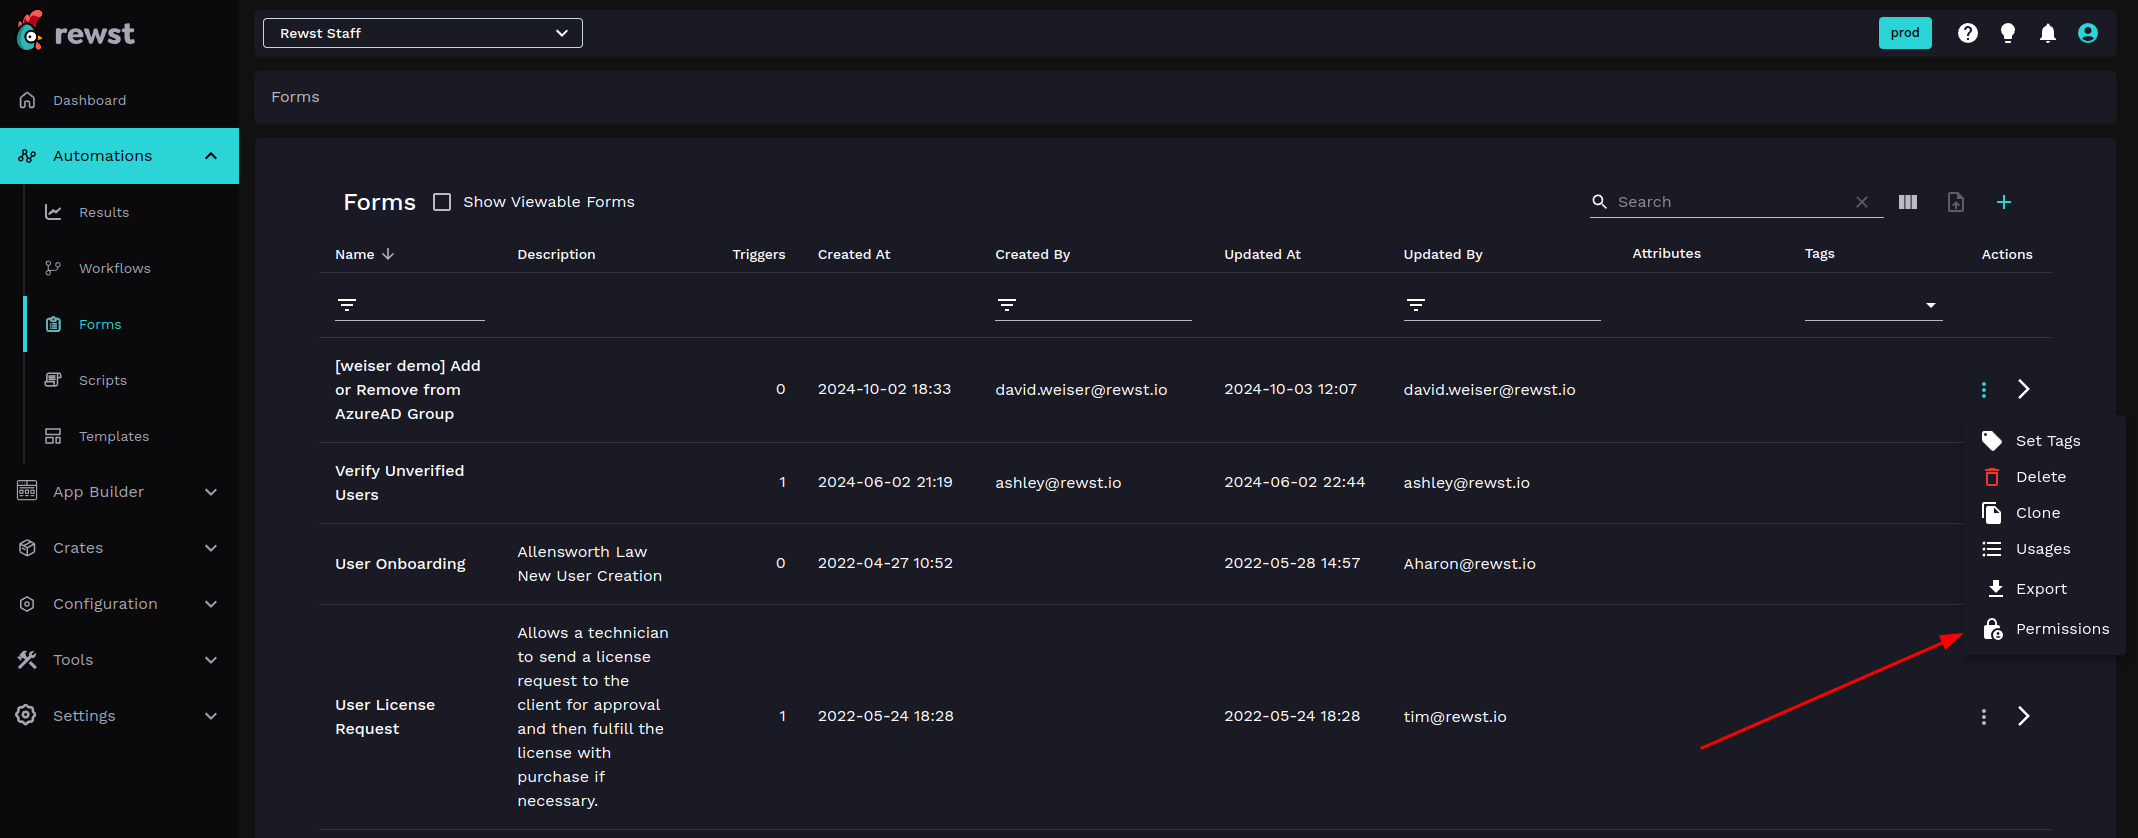 rewst
Rewst Staff
prod
Dashboard
Automations
Results
Workflows
Forms
Scripts
Templates
App Builder
Crates
Configuration
Tools
Settings
Forms
Forms
Show Viewable Forms
Search
Name Description Triggers Created At Created By Updated At Updated By Attributes Tags Actions
[weiser demo] Add
or Remove from
AzureAD Group
0 2024-10-02 18:33 david.weiser@rewst.io 2024-10-03 12:07 david.weiser@rewst.io
Verify Unverified
Users
1 2024-06-02 21:19 ashley@rewst.io 2024-06-02 22:44 ashley@rewst.io
User Onboarding
Allensworth Law
New User Creation
0 2022-04-27 10:52 2022-05-28 14:57 Aharon@rewst.io
User License
Request
Allows a technician
to send a license
request to the
client for approval
and then fulfill the
license with
purchase if
necessary.
1 2022-05-24 18:28 2022-05-24 18:28 tim@rewst.io
Set Tags
Delete
Clone
Usages
Export
Permissions